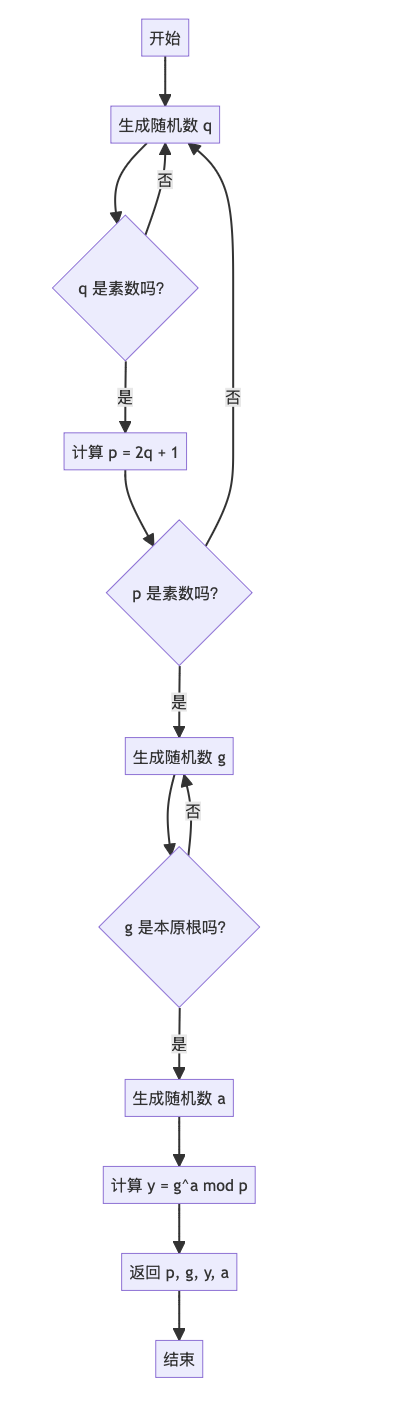 开始
生成随机数 q
否
q 是素数吗?
是
否
计算 p = 2q + 1
p 是素数吗?
是
生成随机数 g
否
g 是本原根吗?
是
生成随机数 a
计算 y = g^a mod p
返回 p, g, y, a
结束